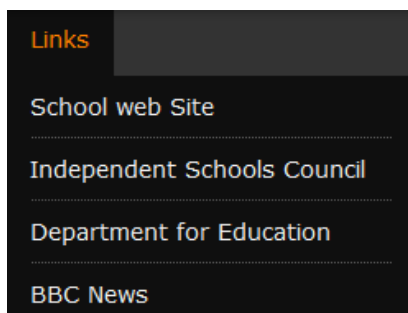 Links
School web Site
Independent Schools Council
Department for Education
BBC News